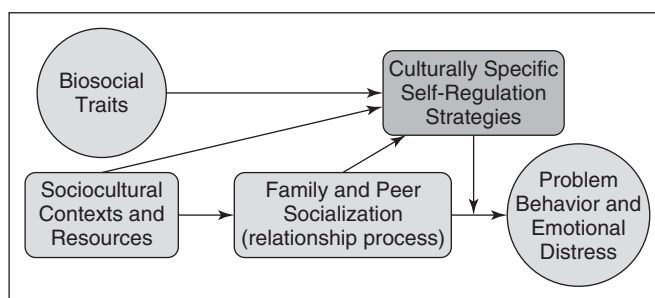 Biosocial
Traits
Culturally Specific
Self-Regulation
Strategies
Sociocultural
Contexts and
Resources
Family and Peer
Socialization
(relationship process)
Problem
Behavior and
Emotional
Distress